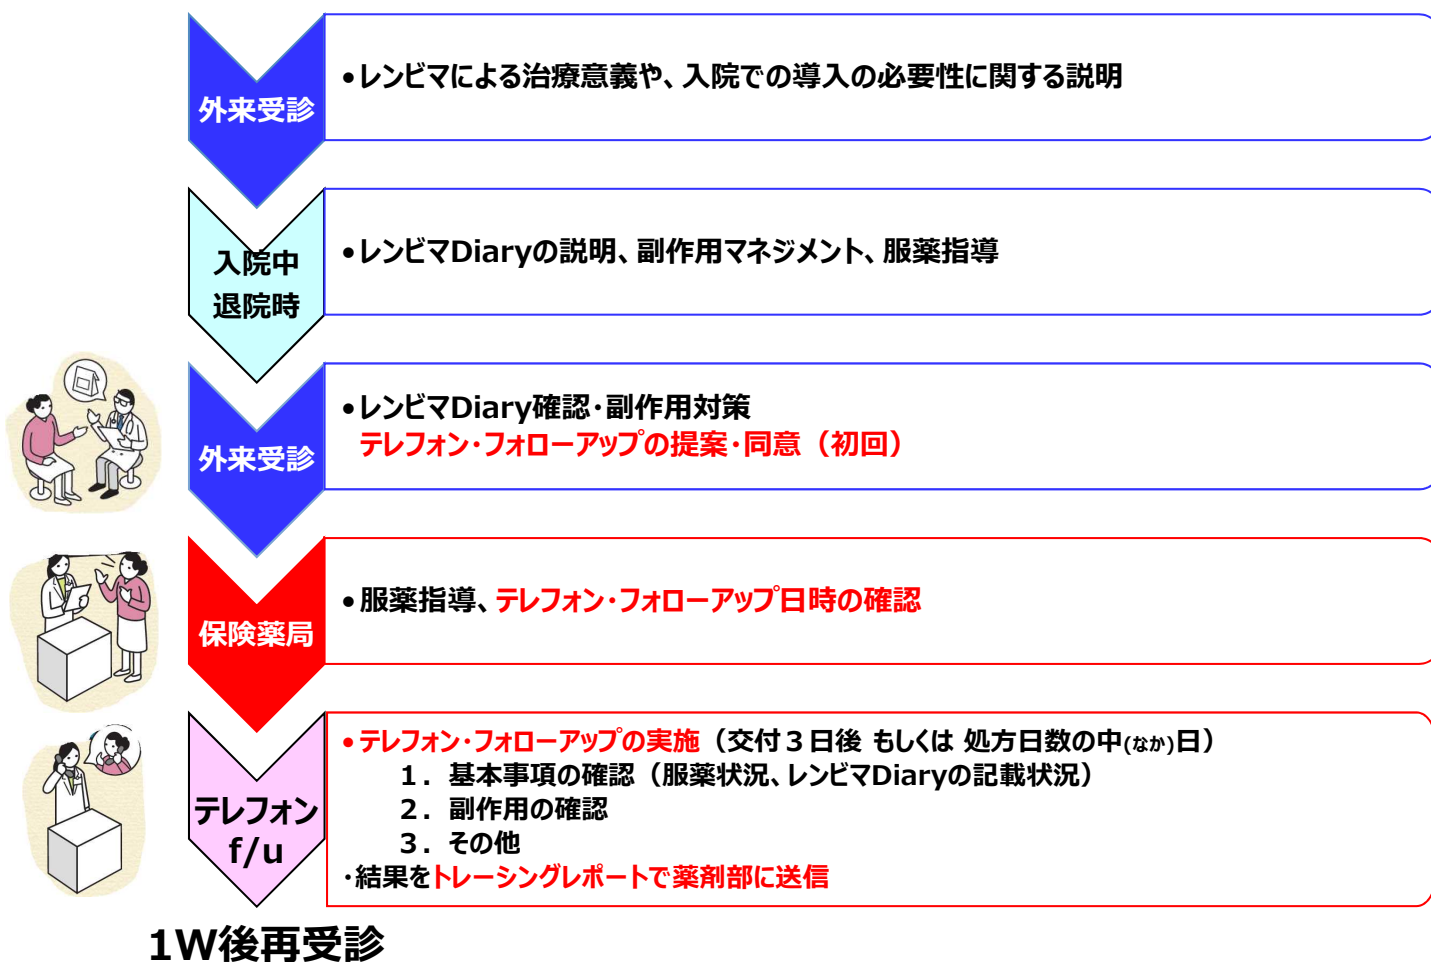 外来受診
•レンビマによる治療意義や、入院での導入の必要性に関する説明
入院中
退院時
•レンビマDiaryの説明、副作用マネジメント、服薬指導
外来受診
•レンビマDiary確認・副作用対策
テレフォン・フォローアップの提案・同意（初回）
保険薬局
•服薬指導、テレフォン・フォローアップ日時の確認
テレフォン
f/u
•テレフォン・フォローアップの実施（交付３日後 もしくは 処方日数の中(なか)日）
１．基本事項の確認（服薬状況、レンビマDiaryの記載状況）
２．副作用の確認
３．その他
・結果をトレーシングレポートで薬剤部に送信
1W後再受診